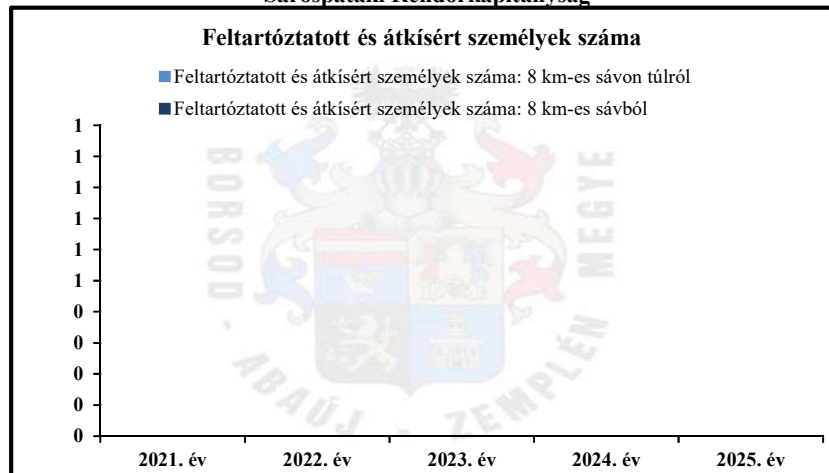 Sárospataki Rendőrkapitányság
Feltartóztatott és átkísért személyek száma
Feltartóztatott és átkísért személyek száma: 8 km-es sávon túlról
Feltartóztatott és átkísért személyek száma: 8 km-es sávból
1
1
1
1
1
1
0
0
0
0
0
2021. év 2022. év 2023. év 2024. év 2025. év
BORSOD - ABAÚJ - ZEMPLÉN MEGYE